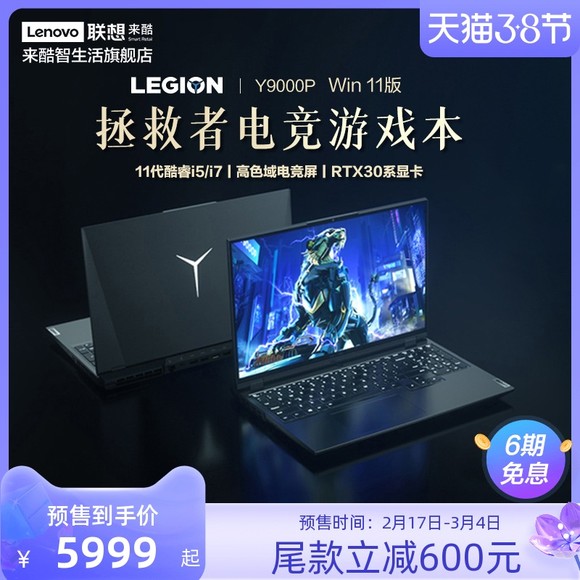 Lenovo 联想 来酷
Smart Retail
来酷智生活旗舰店
天猫3.8节
LEGION | Y9000P Win 11版
拯救者电竞游戏本
11代酷睿i5/i7 | 高色域电竞屏 | RTX30系显卡
6期
免息
预售到手价
¥ 5999 起
预售时间：2月17日-3月4日
尾款立减600元